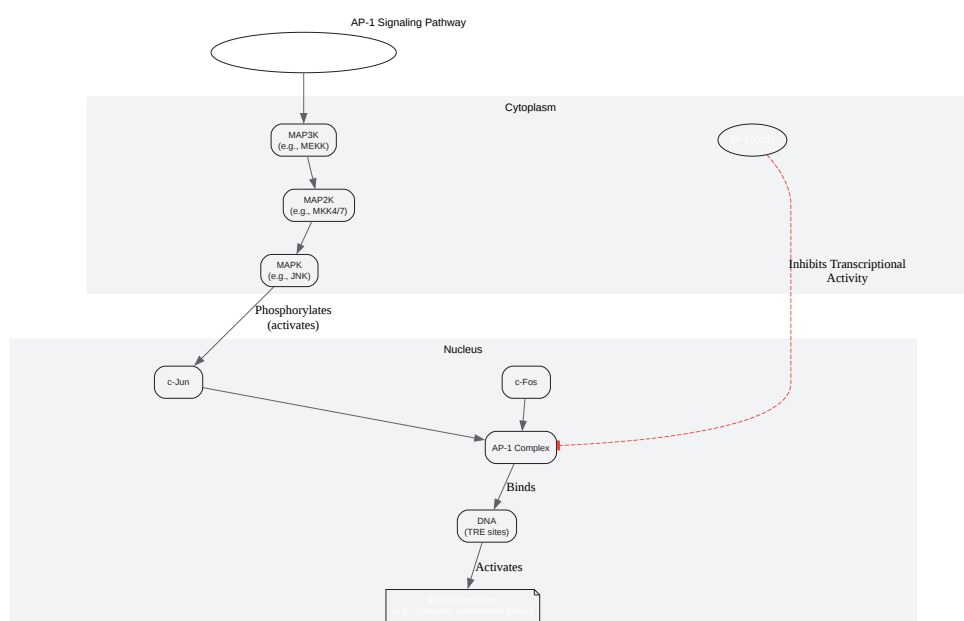 AP-1 Signaling Pathway
Cytoplasm
MAP3K
(e.g., MEKK)
MAP2K
(e.g., MKK4/7)
MAPK
(e.g., JNK)
Inhibits Transcriptional
Activity
Phosphorylates
(activates)
Nucleus
c-Jun
c-Fos
AP-1 Complex
Binds
DNA
(TRE sites)
Activates